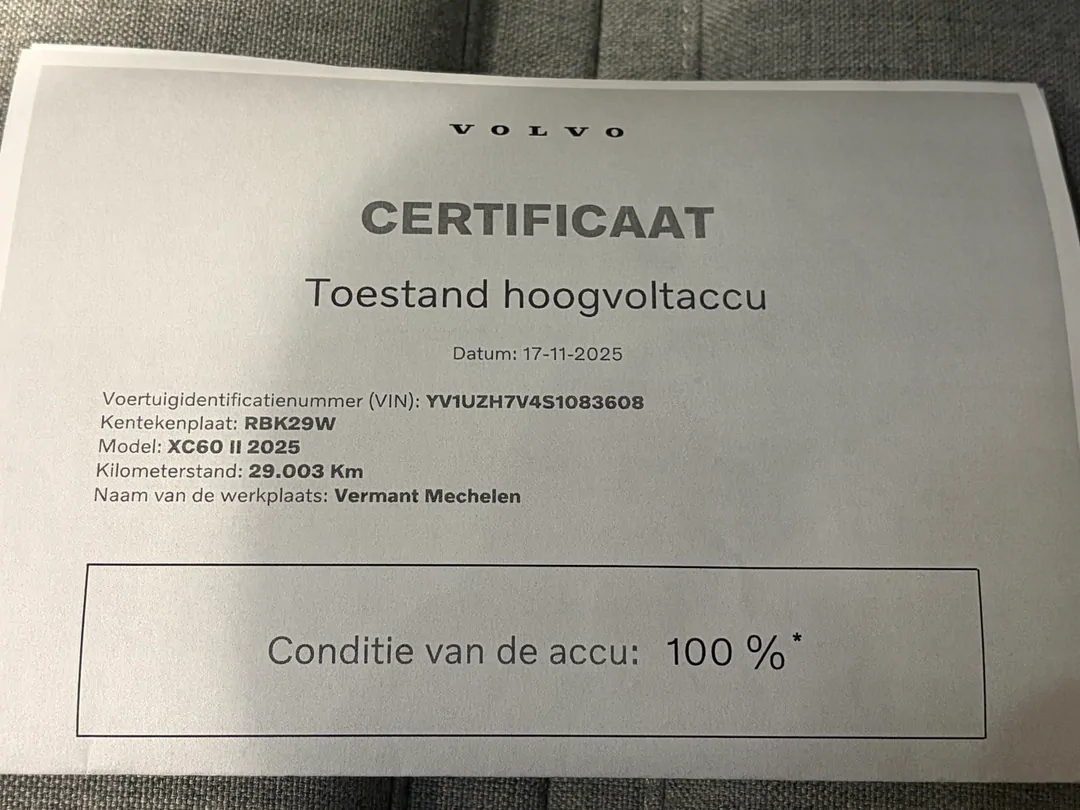 VOLVO
CERTIFICAAT
Toestand hoogvoltaccu
Datum: 17-11-2025
Voertuigidentificatienummer (VIN): YV1UZH7V4S1083608
Kentekenplaat: RBK29W
Model: XC60 II 2025
Kilometerstand: 29.003 Km
Naam van de werkplaats: Vermant Mechelen
Conditie van de accu: 100 %*